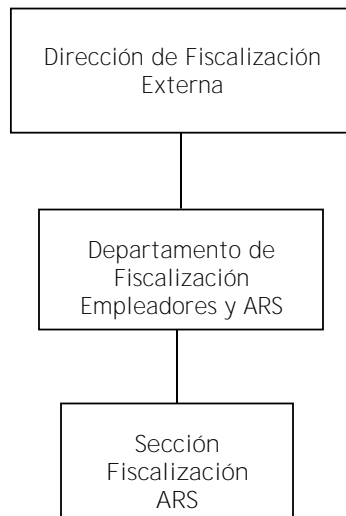 Dirección de Fiscalización
Externa
Departamento de
Fiscalización
Empleadores y ARS
Sección
Fiscalización
ARS